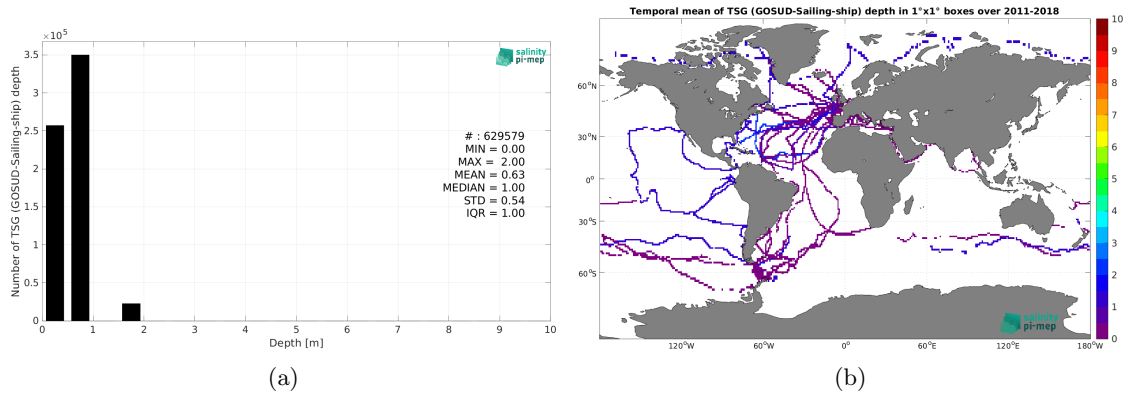 ×10⁵
3.5
3
2.5
2
1.5
1
0.5
0
Number of TSG (GOSUD-Sailing-ship) depth
salinity
pi-mep
# : 629579
MIN = 0.00
MAX = 2.00
MEAN = 0.63
MEDIAN = 1.00
STD = 0.54
IQR = 1.00
0 1 2 3 4 5 6 7 8 9 10
Depth [m]
(a)
Temporal mean of TSG (GOSUD-Sailing-ship) depth in 1°x1° boxes over 2011-2018
60°N
30°N
0°
30°S
60°S
120°W 60°W 0° 60°E 120°E 180°W
salinity
pi-mep
10
9
8
7
6
5
4
3
2
1
0
(b)